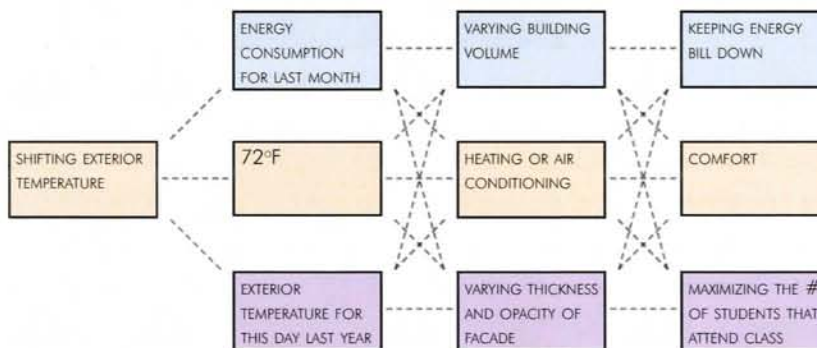 ENERGY
CONSUMPTION
FOR LAST MONTH
VARYING BUILDING
VOLUME
KEEPING ENERGY
BILL DOWN
SHIFTING EXTERIOR
TEMPERATURE
72°F
HEATING OR AIR
CONDITIONING
COMFORT
EXTERIOR
TEMPERATURE FOR
THIS DAY LAST YEAR
VARYING THICKNESS
AND OPACITY OF
FACADE
MAXIMIZING THE #
OF STUDENTS THAT
ATTEND CLASS